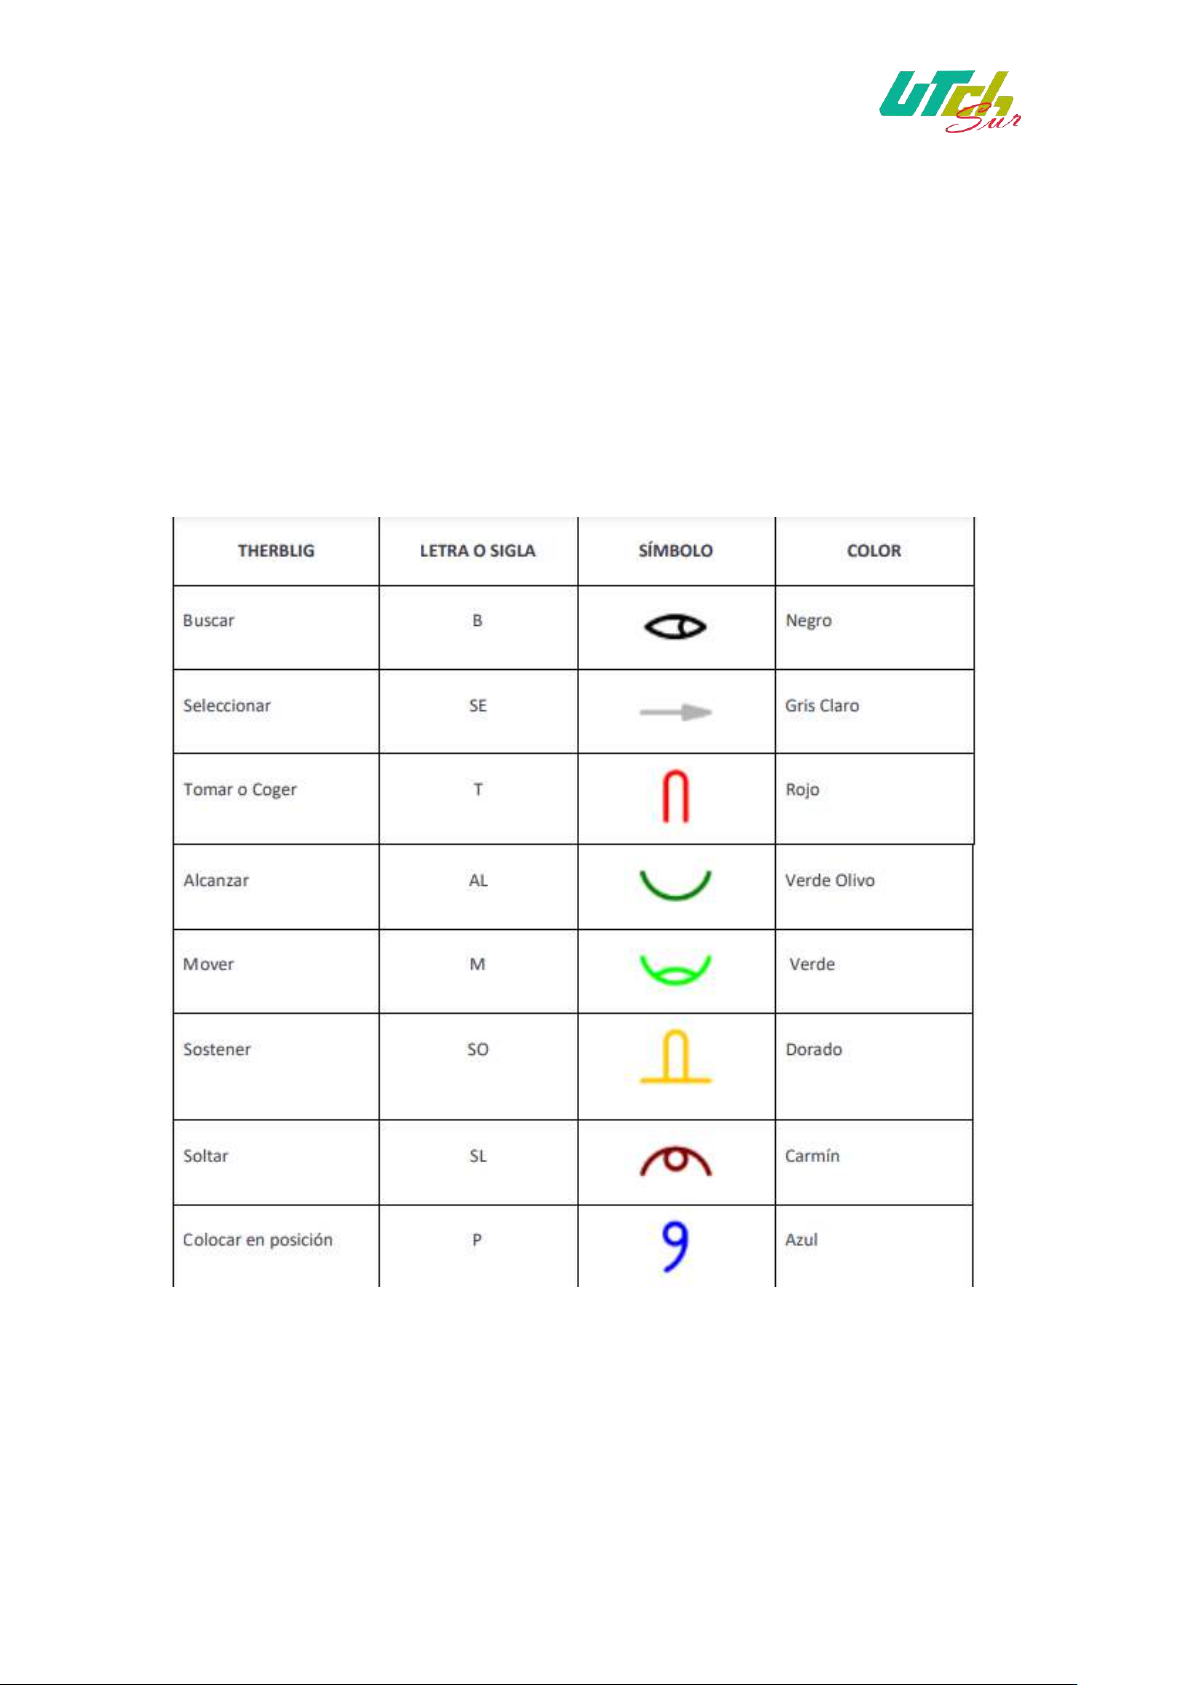 UTch
Sur
THERBLIG LETRA O SIGLA SÍMBOLO COLOR
Buscar B Negro
Seleccionar SE Gris Claro
Tomar o Coger T Rojo
Alcanzar AL Verde Olivo
Mover M Verde
Sostener SO Dorado
Soltar SL Carmín
Colocar en posición P Azul